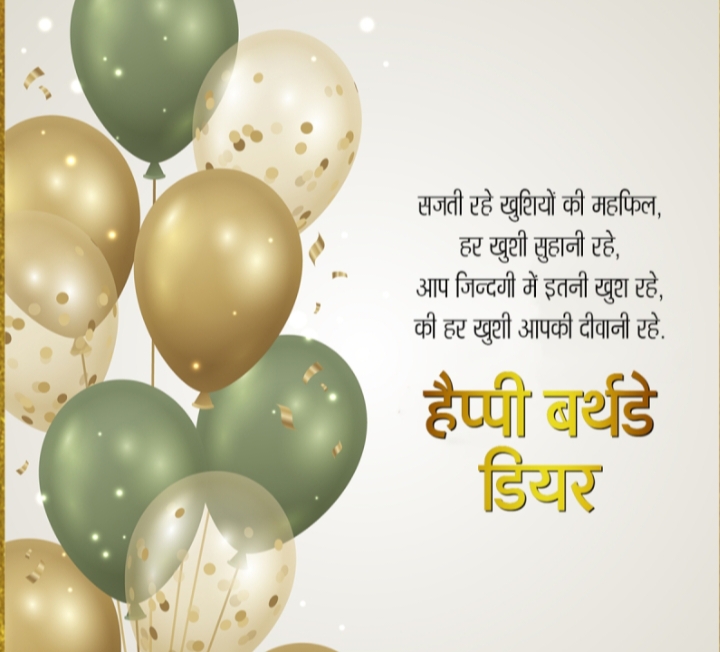 सजती रहे खुशियों की महफिल,
हर खुशी सुहानी रहे,
आप जिन्दगी में इतनी खुश रहे,
की हर खुशी आपकी दीवानी रहे.
हैप्पी बर्थडे
डियर